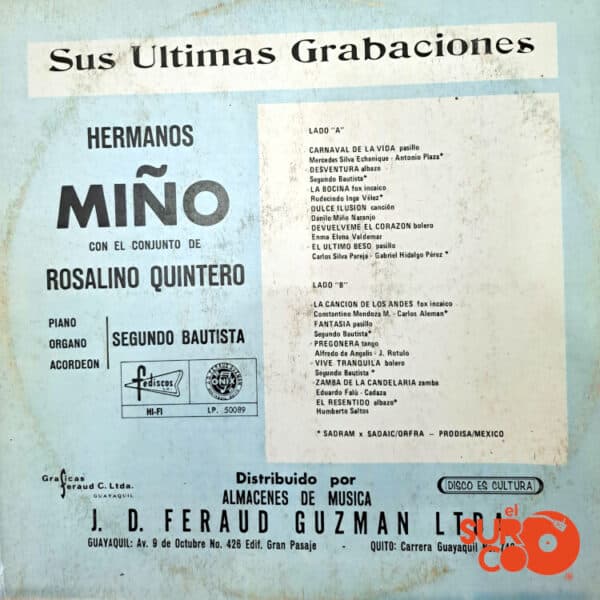 Sus Ultimas Grabaciones
HERMANOS
MIÑO
CON EL CONJUNTO DE
ROSALINO QUINTERO
PIANO
ORGANO
ACORDEON
SEGUNDO BAUTISTA
fediscos
ONIX
HI-FI
LP. 50089
LADO "A"
CARNAVAL DE LA VIDA pasillo
Mercedes Silva Echanique - Antonio Plaza*
- DESVENTURA albazo
Segundo Bautista*
- LA BOCINA fox incaico
Rudecindo Inga Vélez*
- DULCE ILUSION canción
Danilo Miño Naranjo
- DEVUELVEME EL CORAZON bolero
Enma Elena Valdemar
- EL ULTIMO BESO pasillo
Carlos Silva Pareja - Gabriel Hidalgo Pérez *
LADO "B"
- LA CANCION DE LOS ANDES fox incaico
Constantino Mendoza M. - Carlos Aleman*
- FANTASIA pasillo
Segundo Bautista*
- PREGONERA tango
Alfredo de Angelis - J. Rotulo
- VIVE TRANQUILA bolero
Segundo Bautista *
- ZAMBA DE LA CANDELARIA zamba
Eduardo Falú - Cadaza
EL RESENTIDO albazo*
Humberto Saltos
* SADRAM x SADAIC/ORFRA - PRODISA/MEXICO
Graficas
Feraud C. Ltda.
GUAYAQUIL
Distribuido por
ALMACENES DE MUSICA
DISCO ES CULTURA
J. D. FERAUD GUZMAN LTDA.
GUAYAQUIL: Av. 9 de Octubre No. 426 Edif. Gran Pasaje - QUITO: Carrera Guayaquil
el
SURCO